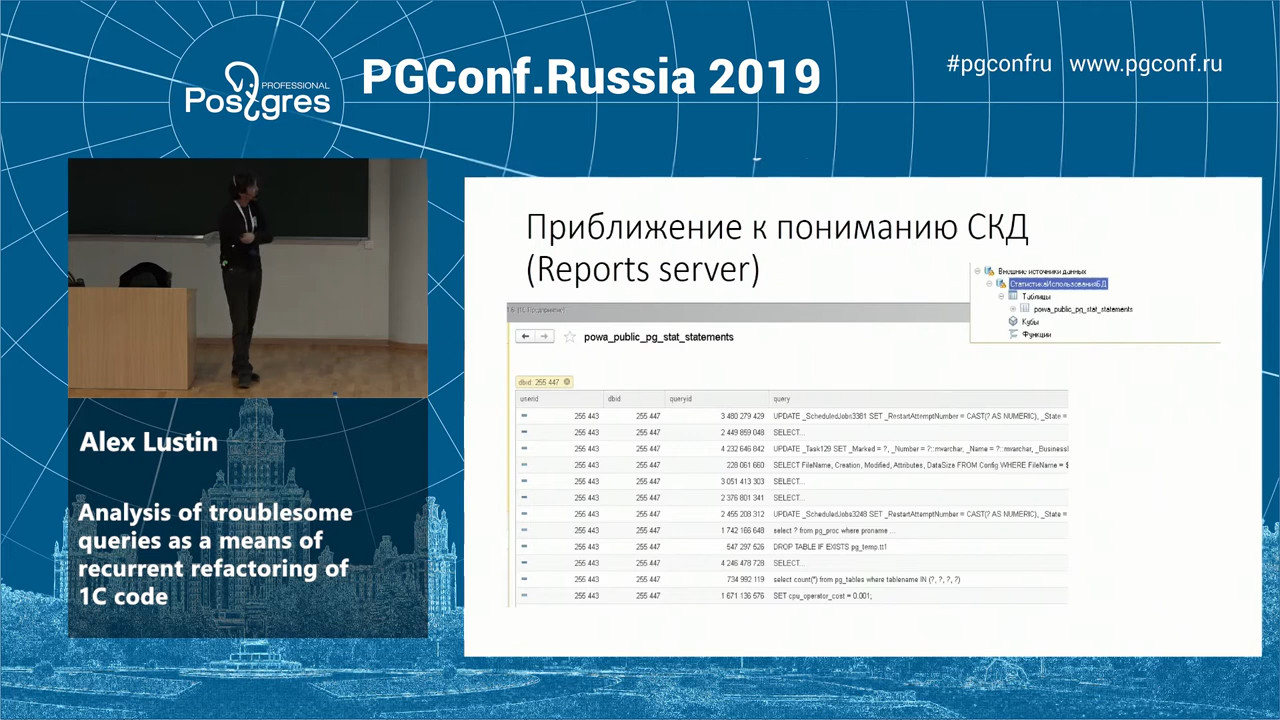 PROFESSIONAL
Postgres
PGConf.Russia 2019
#pgconfru www.pgconf.ru
Alex Lustin
Analysis of troublesome
queries as a means of
recurrent refactoring of
1C code
Приближение к пониманию СКД
(Reports server)
Внешние источники данных
СтатистикаИспользованияБД
Таблицы
powa_public_pg_stat_statements
Кубы
Функции
powa_public_pg_stat_statements
dbid: 255 447
userid dbid queryid query
255 443 255 447 3 480 279 429 UPDATE _ScheduledJobs3381 SET _RestartAttemptNumber = CAST(? AS NUMERIC), _State =
255 443 255 447 2 449 859 048 SELECT...
255 443 255 447 4 232 646 842 UPDATE _Task129 SET _Marked = ?, _Number = ?::mvarchar, _Name = ?::mvarchar, _Business
255 443 255 447 228 061 660 SELECT FileName, Creation, Modified, Attributes, DataSize FROM Config WHERE FileName = $
255 443 255 447 3 051 413 303 SELECT...
255 443 255 447 2 376 801 341 SELECT...
255 443 255 447 2 455 208 312 UPDATE _ScheduledJobs3248 SET _RestartAttemptNumber = CAST(? AS NUMERIC), _State =
255 443 255 447 1 742 166 648 select ? from pg_proc where proname ...
255 443 255 447 547 297 526 DROP TABLE IF EXISTS pg_temp.tt1
255 443 255 447 4 246 478 728 SELECT...
255 443 255 447 734 992 119 select count(*) from pg_tables where tablename IN (?, ?, ?, ?)
255 443 255 447 1 671 136 576 SET cpu_operator_cost = 0.001;